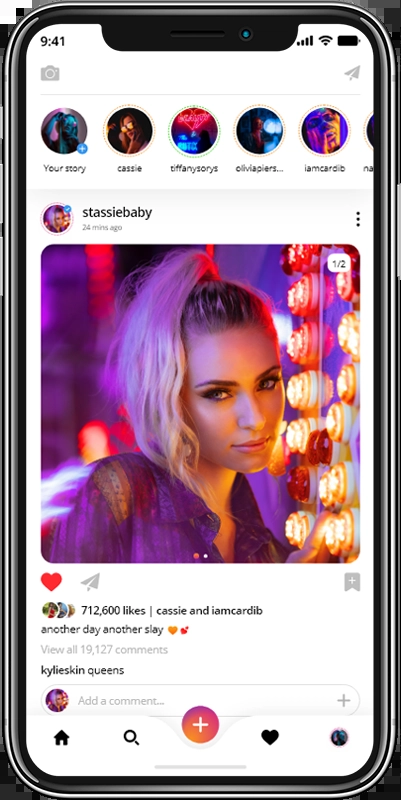 9:41
Your story cassie tiffanysorys oliviapiers... iamcardib
stassiebaby
24 mins ago
1/2
712,600 likes | cassie and iamcardib
another day another slay 🧡💕
View all 19,127 comments
kylieskin queens
Add a comment...